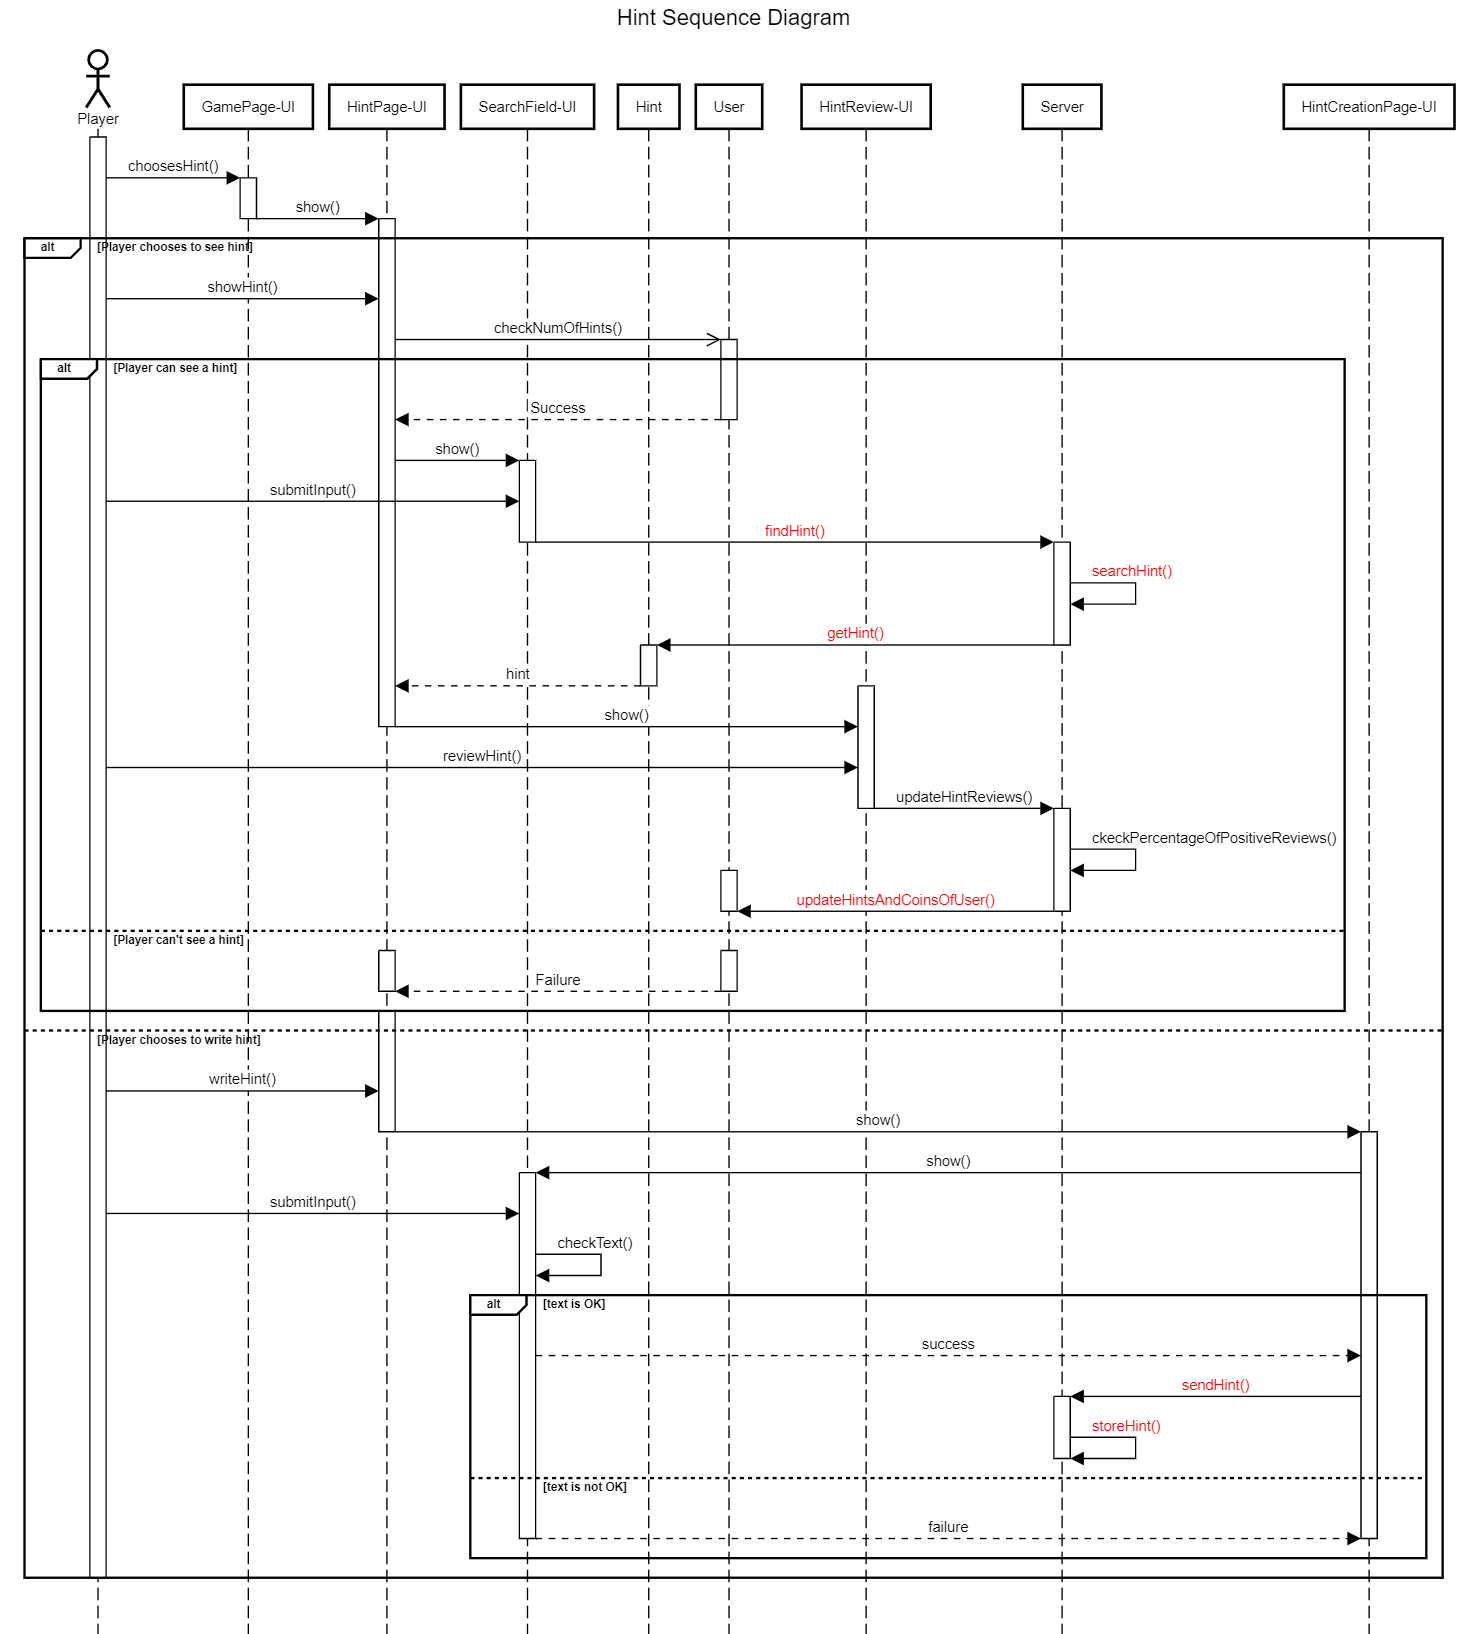 Hint Sequence Diagram
Player
GamePage-UI
HintPage-UI
SearchField-UI
Hint
User
HintReview-UI
Server
HintCreationPage-UI
choosesHint()
show()
alt
[Player chooses to see hint]
showHint()
checkNumOfHints()
alt
[Player can see a hint]
Success
show()
submitInput()
findHint()
searchHint()
getHint()
hint
show()
reviewHint()
updateHintReviews()
ckeckPercentageOfPositiveReviews()
updateHintsAndCoinsOfUser()
[Player can't see a hint]
Failure
[Player chooses to write hint]
writeHint()
show()
show()
submitInput()
checkText()
alt
[text is OK]
success
sendHint()
storeHint()
[text is not OK]
failure